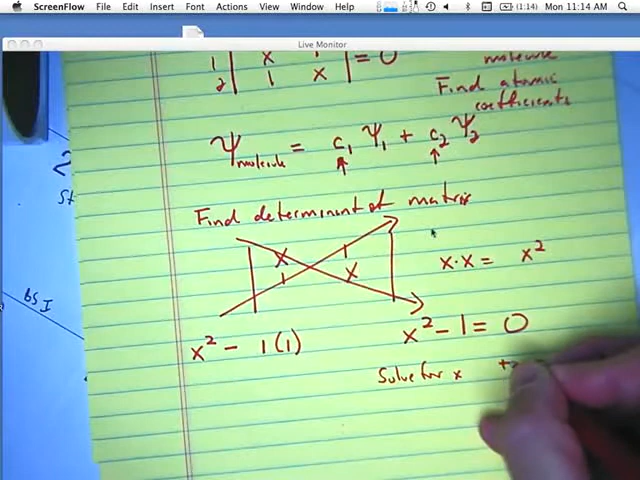 ScreenFlow File Edit Insert Font Actions View Window Help (1:14) Mon 11:14 AM
Live Monitor
molecule
1 | x 1 | = 0
2 | 1 x |
Find atomic
coefficients
Ψmolecule = c₁ Ψ₁ + c₂ Ψ₂
Find determinant of matrix
x 1
1 x
x·x = x²
x² - 1(1)
x² - 1 = 0
Solve for x